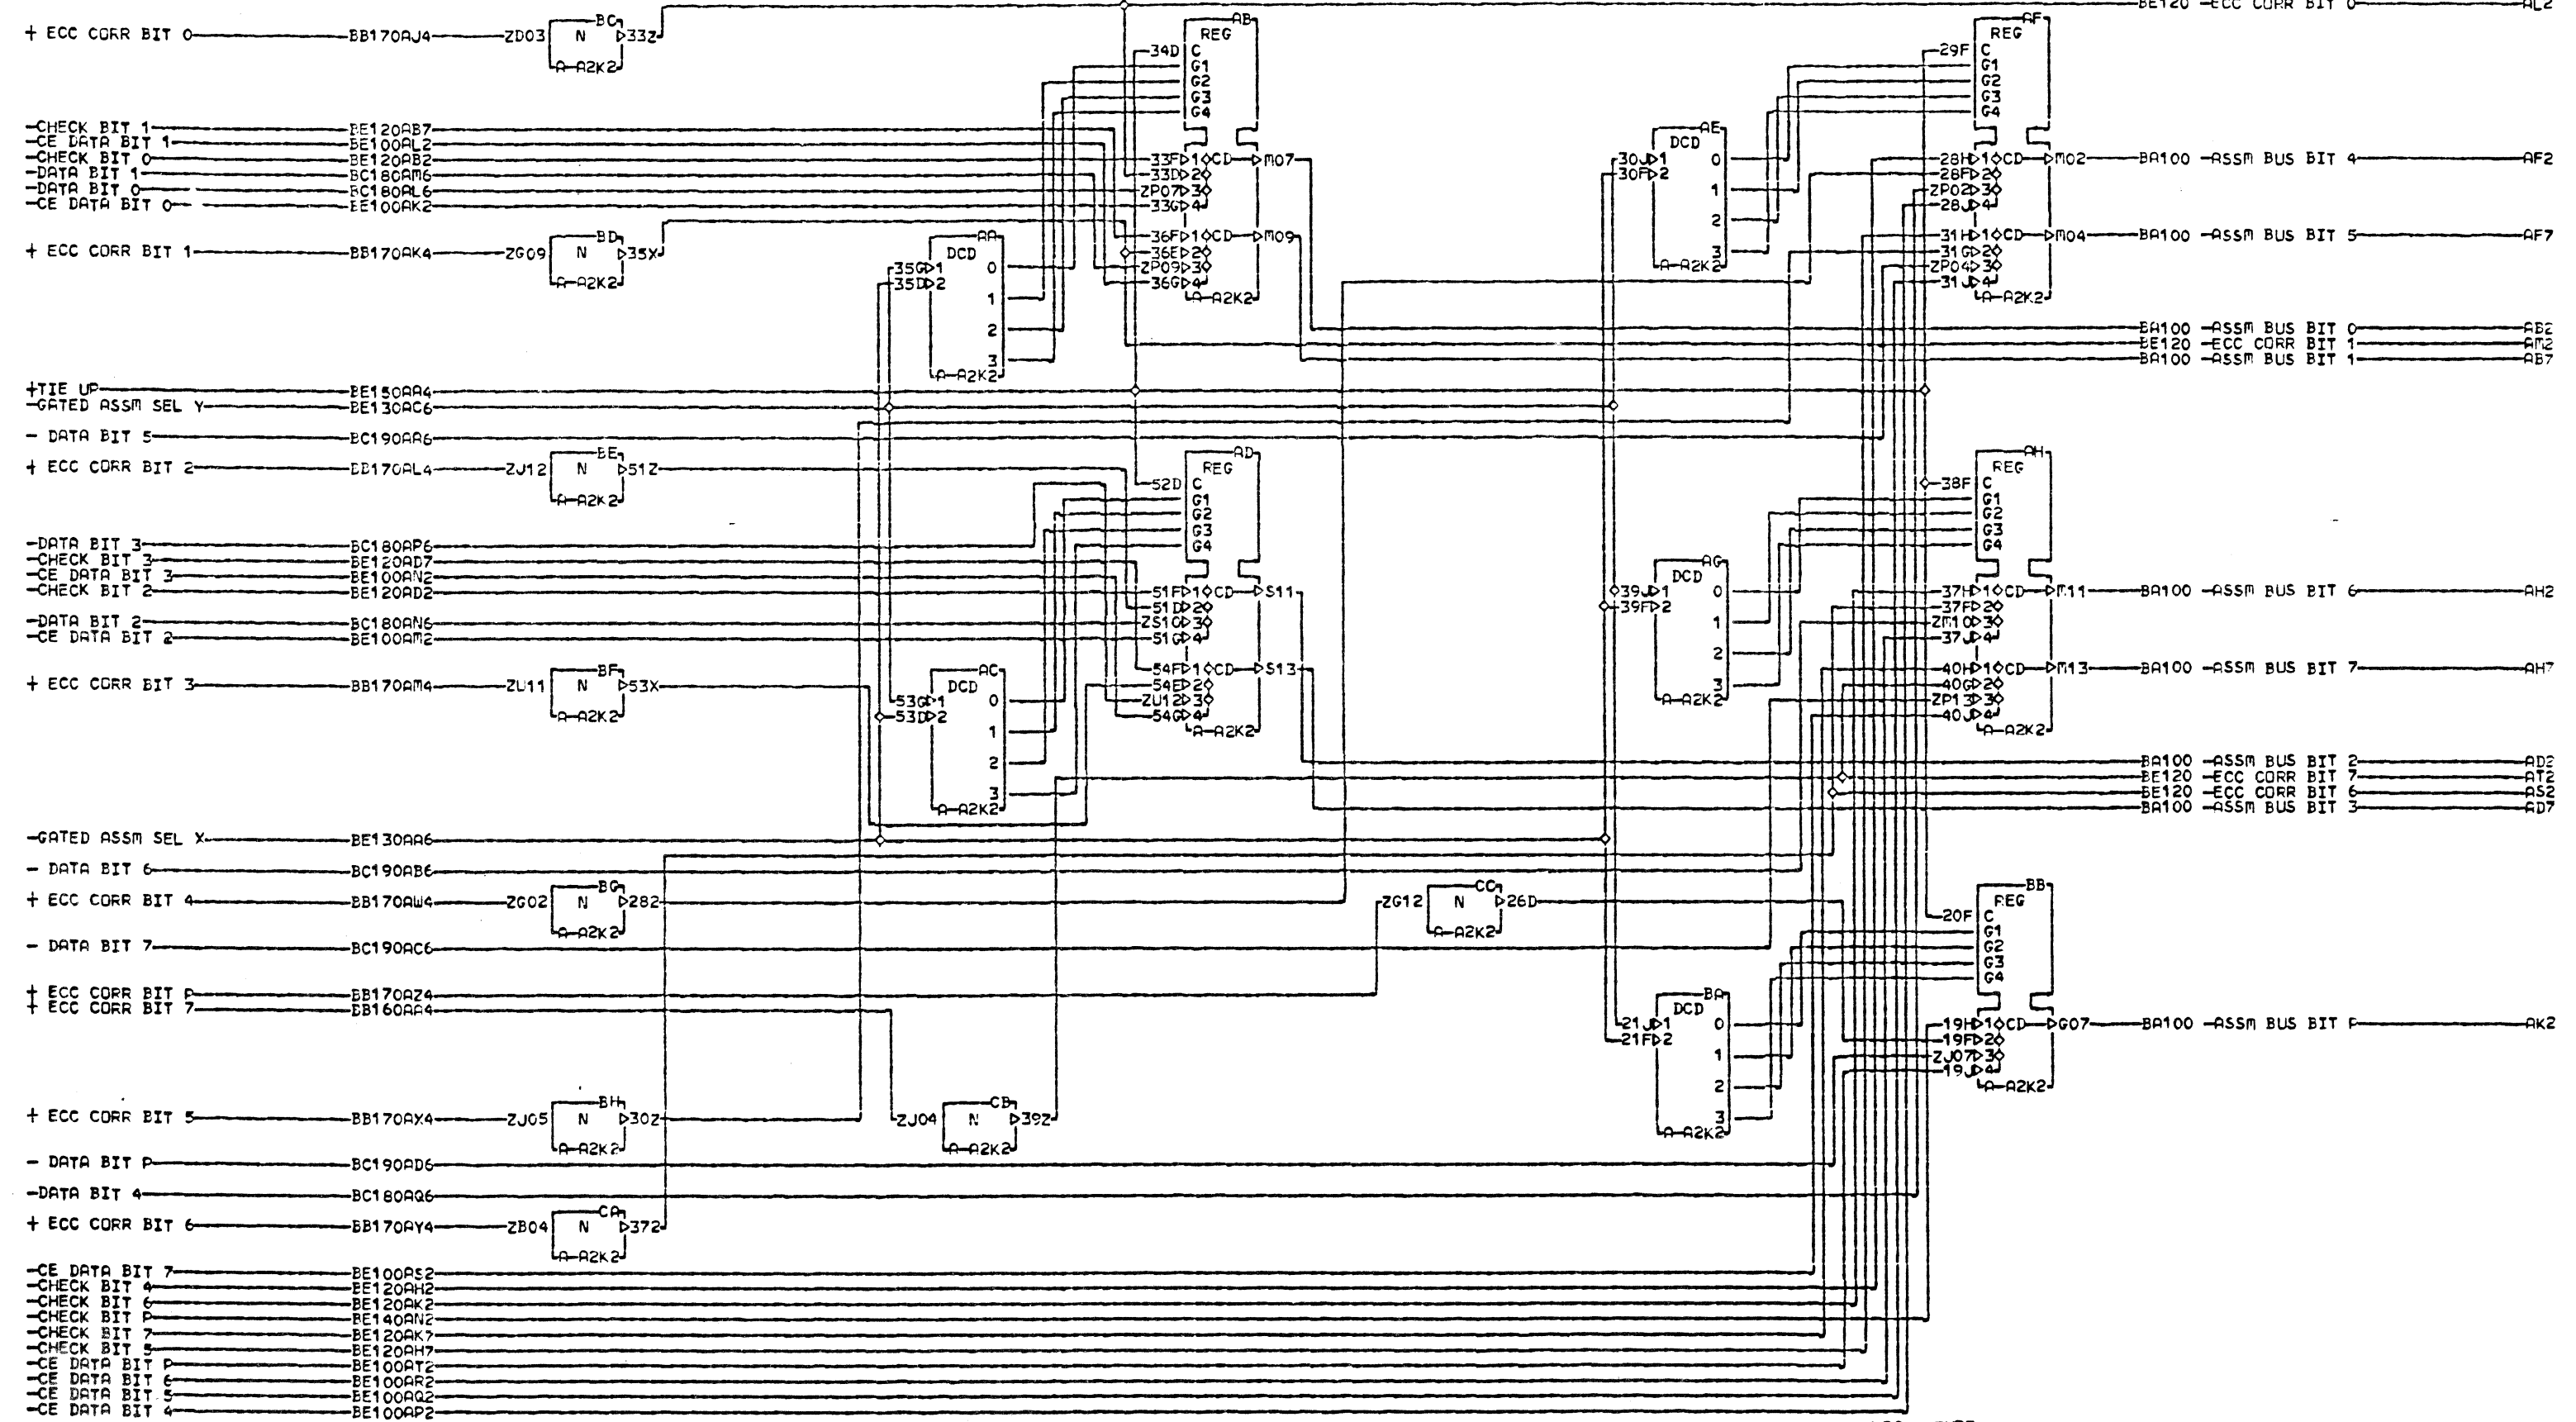 BE120 -ECC CORR BIT 0 AL2
+ ECC CORR BIT 0 BB170AJ4 ZD03 BC N 33Z A-A2K2
AB REG 34D C G1 G2 G3 G4
AF REG 29F C G1 G2 G3 G4
-CHECK BIT 1 BE120AB7
-CE DATA BIT 1 BE100AL2
-CHECK BIT 0 BE120AB2
-DATA BIT 1 BC180AM6
-DATA BIT 0 BC180AL6
-CE DATA BIT 0 BE100AK2
33F 1 CD M07
33D 2
ZP07 3
33G 4
36F 1 CD M09
36E 2
ZP09 3
36G 4
A-A2K2
AE DCD 30J 1 30F 2 0 1 2 3 A-A2K2
28H 1 CD M02 BA100 -ASSM BUS BIT 4 AF2
28F 2
ZP02 3
28J 4
31H 1 CD M04 BA100 -ASSM BUS BIT 5 AF7
31G 2
ZP04 3
31J 4
A-A2K2
+ ECC CORR BIT 1 BB170AK4 ZG09 BD N 35X A-A2K2
AA DCD 35G 1 35D 2 0 1 2 3 A-A2K2
BA100 -ASSM BUS BIT 0 AB2
BE120 -ECC CORR BIT 1 AM2
BA100 -ASSM BUS BIT 1 AB7
+TIE UP BE150AA4
-GATED ASSM SEL Y BE130AC6
- DATA BIT 5 BC190AA6
+ ECC CORR BIT 2 BB170AL4 ZJ12 BE N 51Z A-A2K2
AD REG 52D C G1 G2 G3 G4
AH REG 38F C G1 G2 G3 G4
-DATA BIT 3 BC180AP6
-CHECK BIT 3 BE120AD7
-CE DATA BIT 3 BE100AN2
-CHECK BIT 2 BE120AD2
-DATA BIT 2 BC180AN6
-CE DATA BIT 2 BE100AM2
51F 1 CD S11
51D 2
ZS10 3
51G 4
54F 1 CD S13
54E 2
ZU12 3
54G 4
A-A2K2
AG DCD 39J 1 39F 2 0 1 2 3 A-A2K2
37H 1 CD M11 BA100 -ASSM BUS BIT 6 AH2
37F 2
ZM10 3
37J 4
40H 1 CD M13 BA100 -ASSM BUS BIT 7 AH7
40G 2
ZP13 3
40J 4
A-A2K2
+ ECC CORR BIT 3 BB170AM4 ZU11 BF N 53X A-A2K2
AC DCD 53G 1 53D 2 0 1 2 3 A-A2K2
BA100 -ASSM BUS BIT 2 AD2
BE120 -ECC CORR BIT 7 AT2
BE120 -ECC CORR BIT 6 AS2
BA100 -ASSM BUS BIT 3 AD7
-GATED ASSM SEL X BE130AA6
- DATA BIT 6 BC190AB6
+ ECC CORR BIT 4 BB170AW4 ZG02 BG N 282 A-A2K2
ZG12 CC N 26D A-A2K2
BB REG 20F C G1 G2 G3 G4
- DATA BIT 7 BC190AC6
+ ECC CORR BIT P BB170AZ4
+ ECC CORR BIT 7 BB160AA4
BA DCD 21J 1 21F 2 0 1 2 3 A-A2K2
19H 1 CD G07 BA100 -ASSM BUS BIT P AK2
19F 2
ZJ07 3
19J 4
A-A2K2
+ ECC CORR BIT 5 BB170AX4 ZJ05 BH N 30Z A-A2K2
ZJ04 CB N 39Z A-A2K2
- DATA BIT P BC190AD6
-DATA BIT 4 BC180AQ6
+ ECC CORR BIT 6 BB170AY4 ZB04 CA N 372 A-A2K2
-CE DATA BIT 7 BE100AS2
-CHECK BIT 4 BE120AH2
-CHECK BIT 6 BE120AK2
-CHECK BIT P BE140AN2
-CHECK BIT 7 BE120AK7
-CHECK BIT 5 BE120AH7
-CE DATA BIT P BE100AT2
-CE DATA BIT 6 BE100AR2
-CE DATA BIT 5 BE100AQ2
-CE DATA BIT 4 BE100AP2